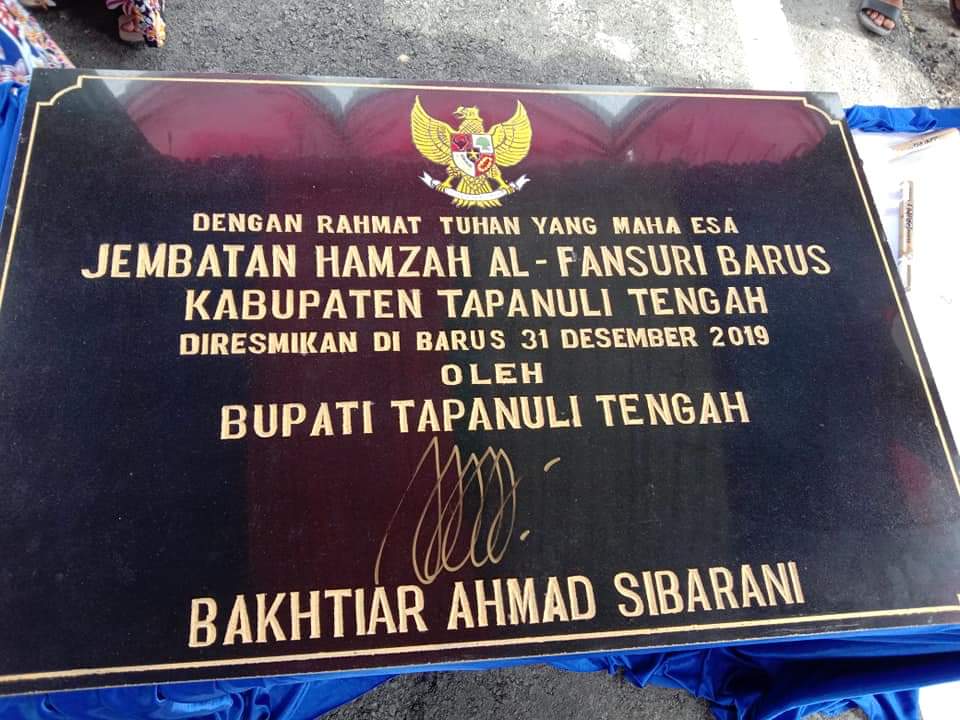 DENGAN RAHMAT TUHAN YANG MAHA ESA
JEMBATAN HAMZAH AL-FANSURI BARUS
KABUPATEN TAPANULI TENGAH
DIRESMIKAN DI BARUS 31 DESEMBER 2019
OLEH
BUPATI TAPANULI TENGAH
BAKHTIAR AHMAD SIBARANI